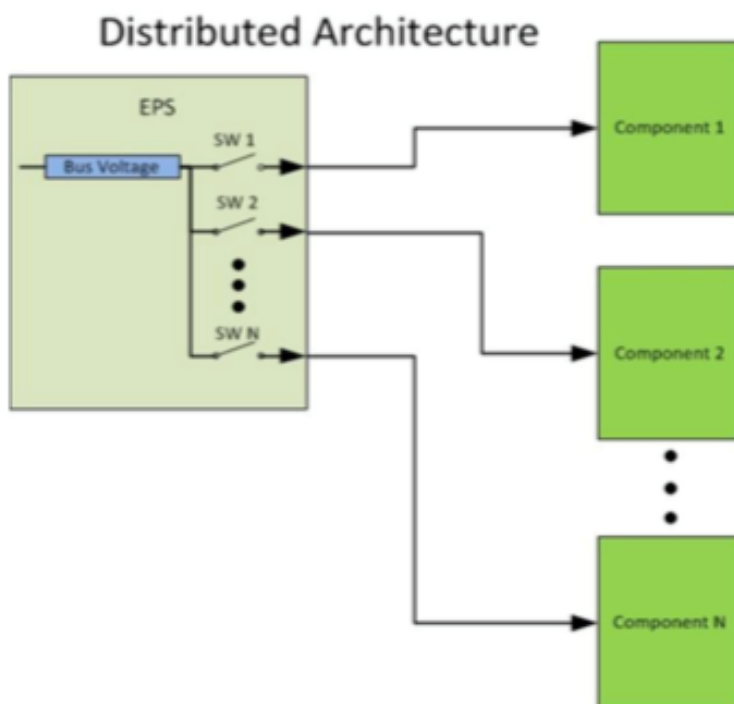 Distributed Architecture
EPS
Bus Voltage
SW 1
SW 2
SW N
Component 1
Component 2
Component N